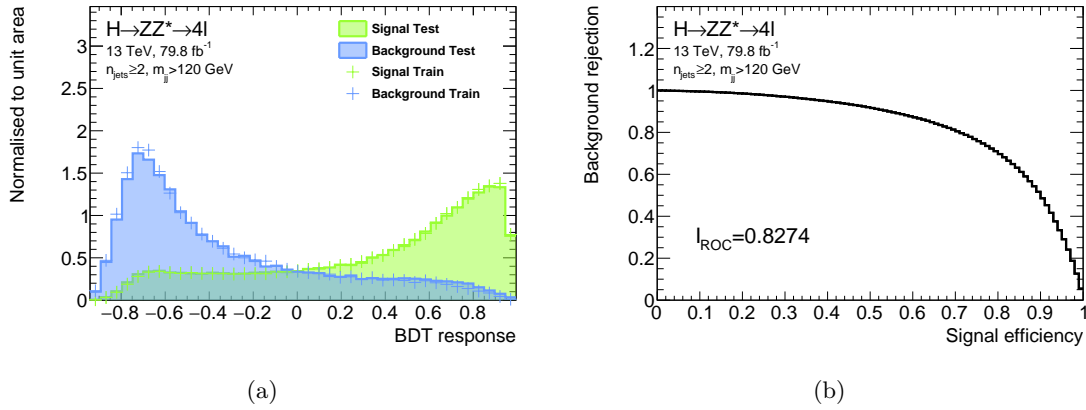 H→ZZ*→4l
13 TeV, 79.8 fb⁻¹
n_jets≥2, m_jj>120 GeV
Signal Test
Background Test
Signal Train
Background Train
Normalised to unit area
3.5
3
2.5
2
1.5
1
0.5
0
−0.8 −0.6 −0.4 −0.2 0 0.2 0.4 0.6 0.8
BDT response
(a)
H→ZZ*→4l
13 TeV, 79.8 fb⁻¹
n_jets≥2, m_jj>120 GeV
Background rejection
1.2
1
0.8
0.6
0.4
0.2
0
I_ROC=0.8274
0 0.1 0.2 0.3 0.4 0.5 0.6 0.7 0.8 0.9 1
Signal efficiency
(b)